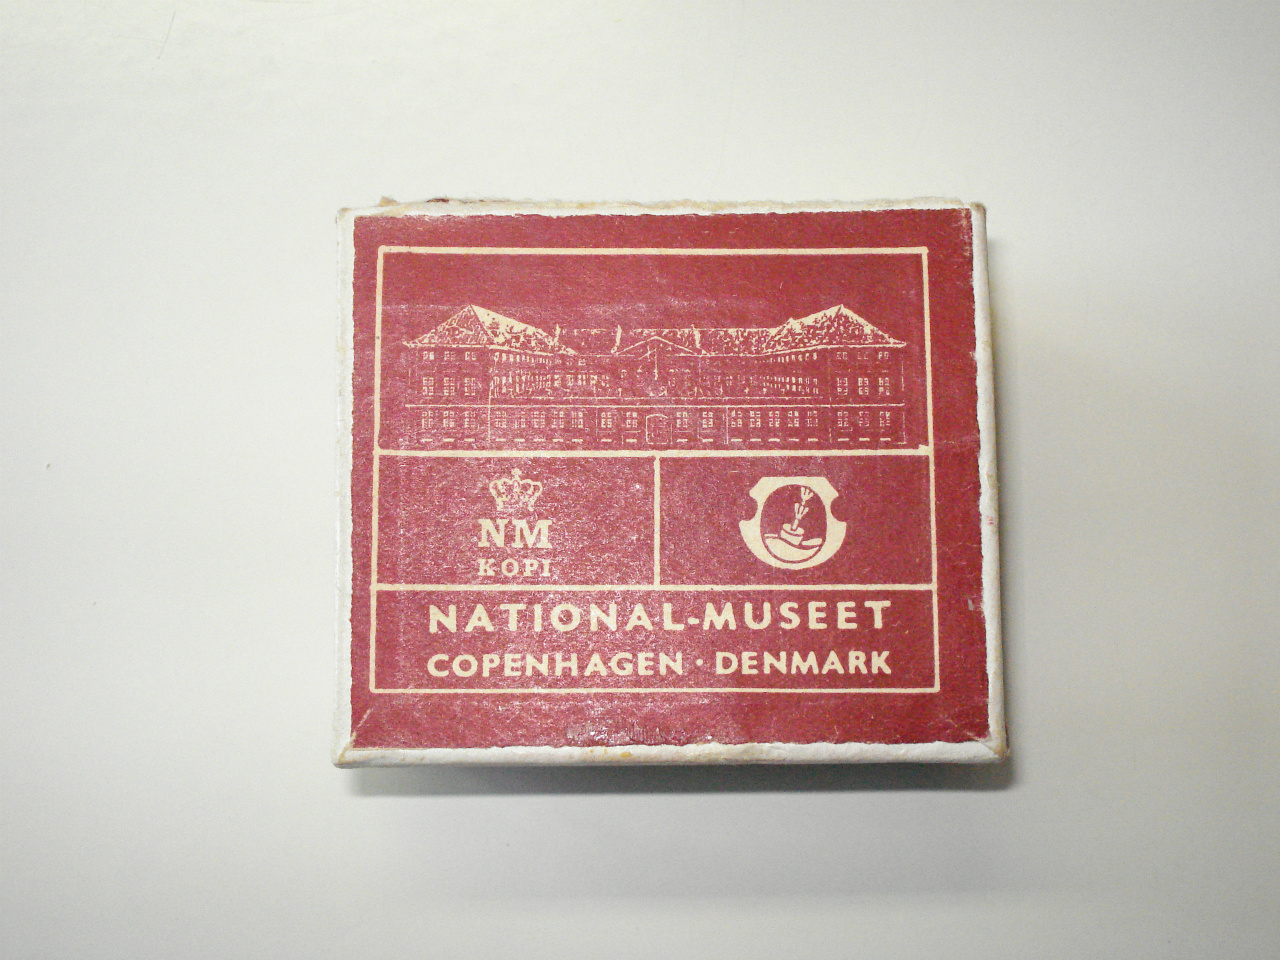 NM
KOPI
NATIONAL-MUSEET
COPENHAGEN · DENMARK